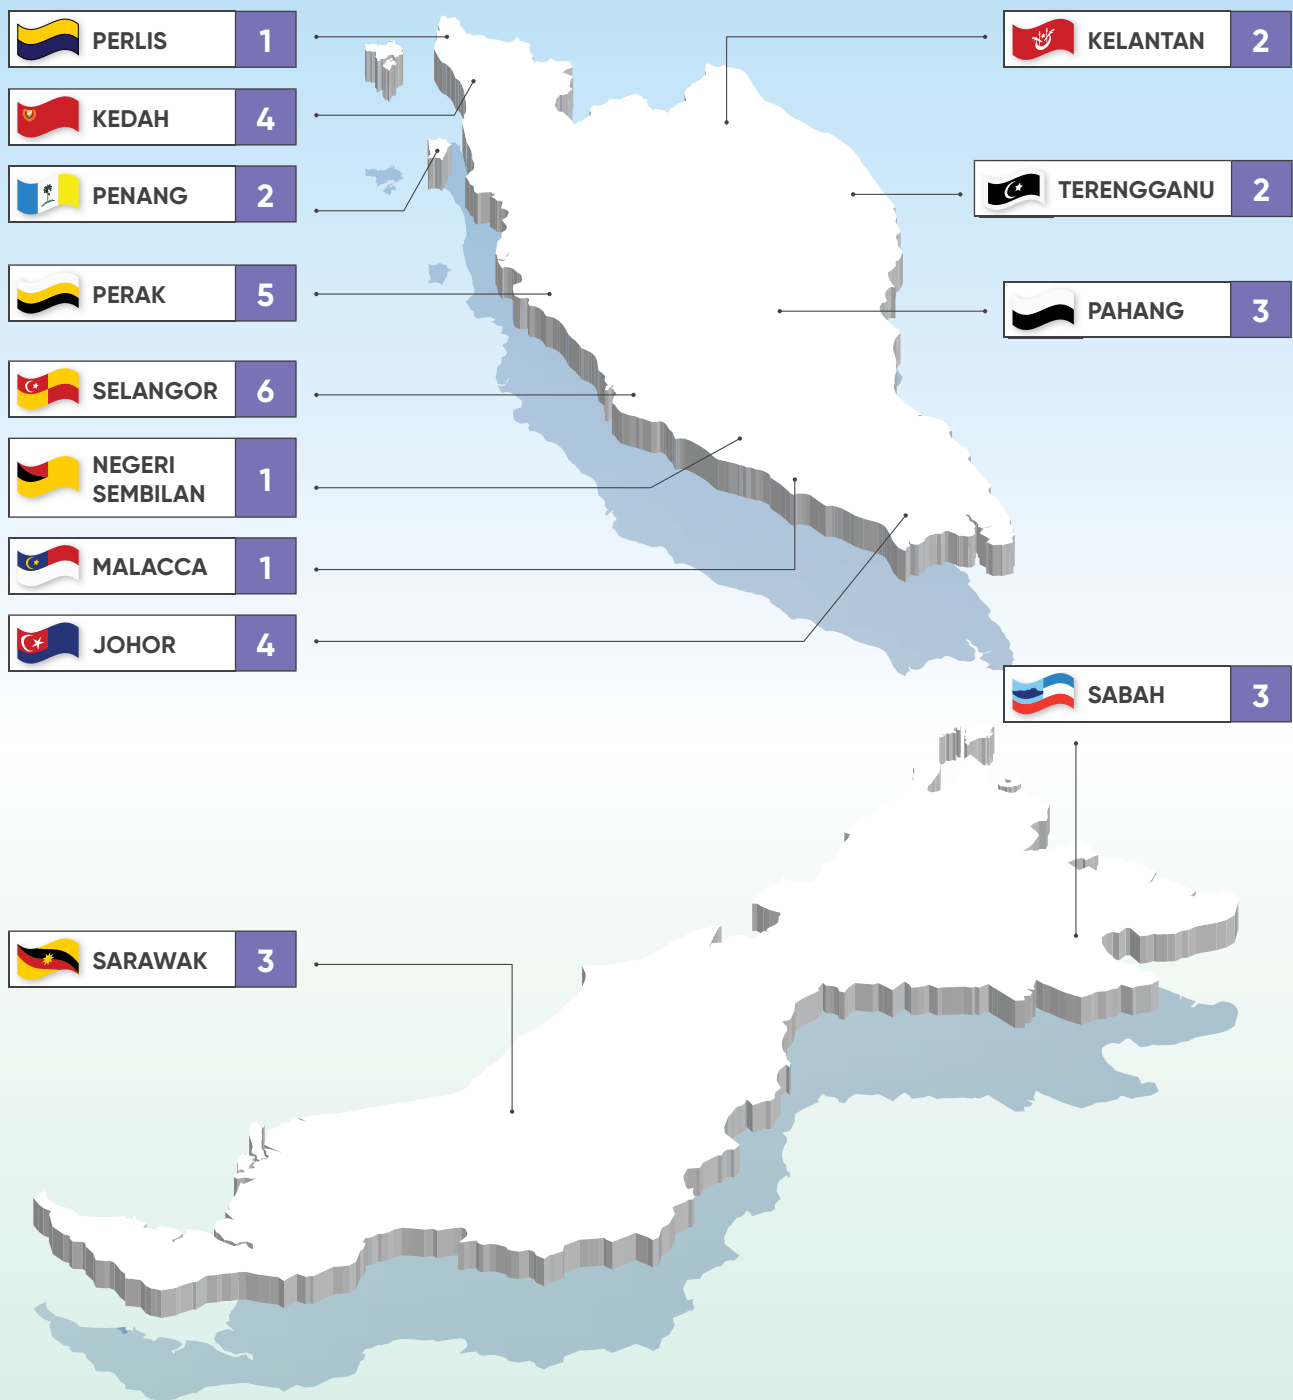 PERLIS 1
KEDAH 4
PENANG 2
PERAK 5
SELANGOR 6
NEGERI
SEMBILAN 1
MALACCA 1
JOHOR 4
KELANTAN 2
TERENGGANU 2
PAHANG 3
SABAH 3
SARAWAK 3